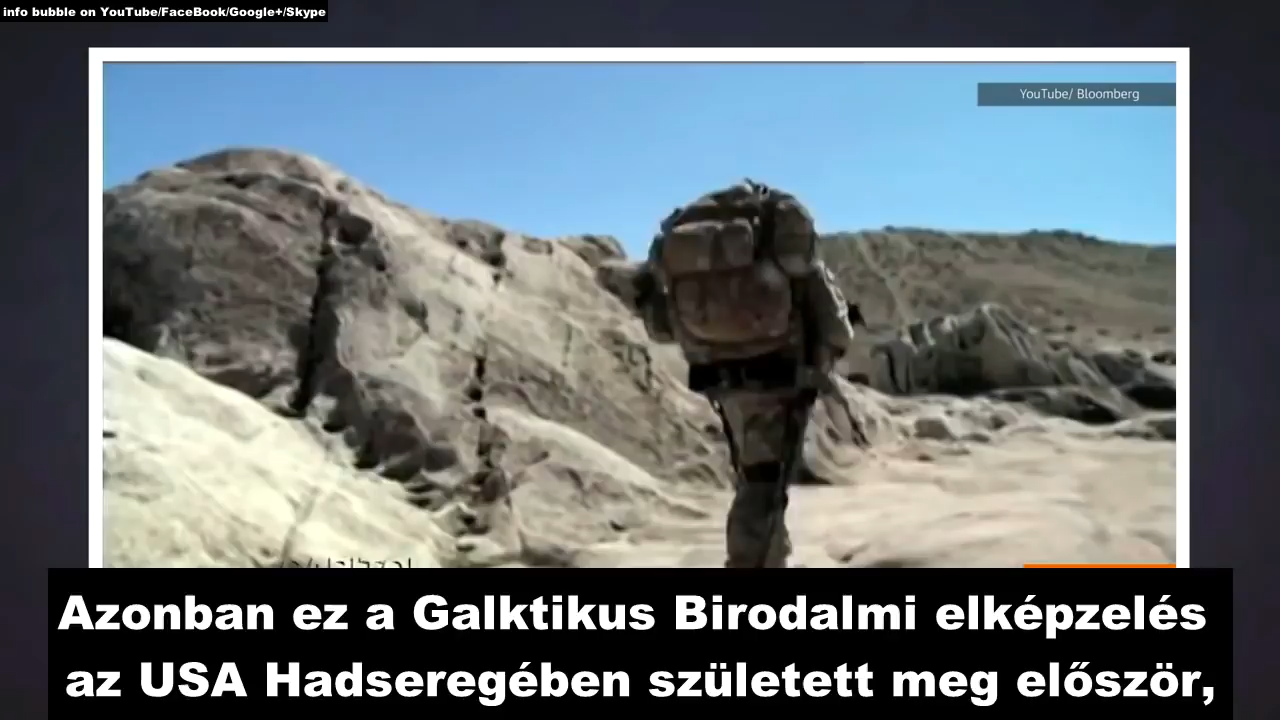 info bubble on YouTube/FaceBook/Google+/Skype
YouTube/ Bloomberg
Azonban ez a Galktikus Birodalmi elképzelés
az USA Hadseregében született meg először,